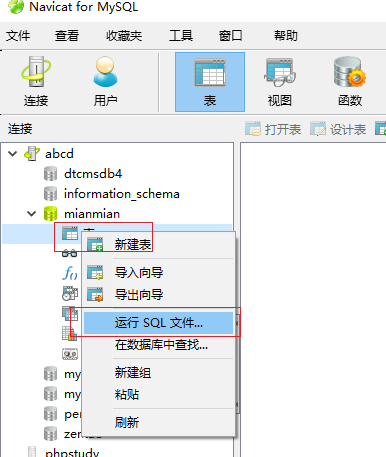 Navicat for MySQL
文件 查看 收藏夹 工具 窗口 帮助
连接 用户 表 视图 函数
连接 打开表 设计表
abcd
dtcmsdb4
information_schema
mianmian
新建表
f()
导入向导
导出向导
运行 SQL 文件...
在数据库中查找...
新建组
my
粘贴
my
per
刷新
zen
phpstudy